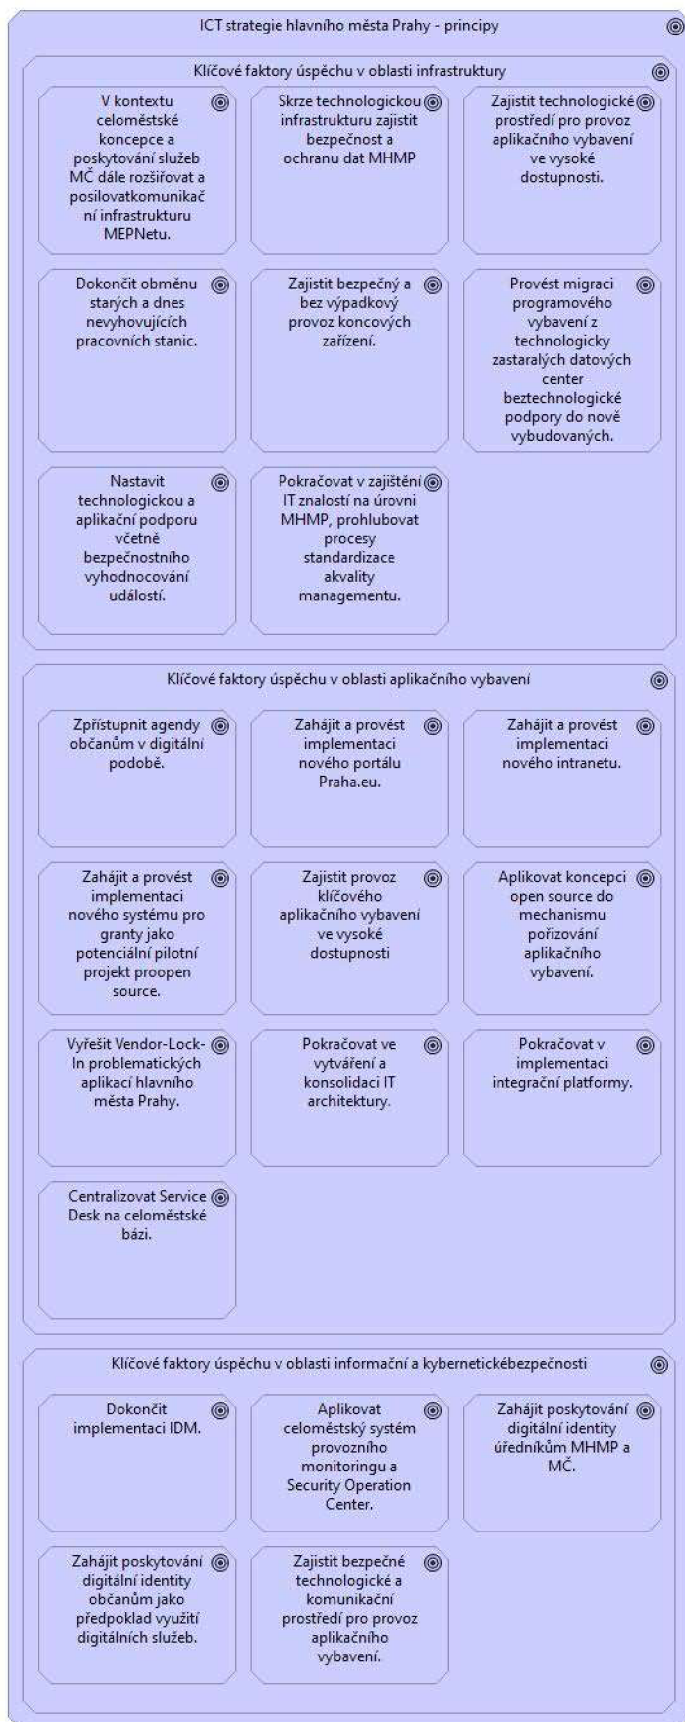 ICT strategie hlavního města Prahy - principy
Klíčové faktory úspěchu v oblasti infrastruktury
V kontextu
celoměstské
koncepce a
poskytování služeb
MČ dále rozšiřovat a
posilovatkomunikač
ní infrastrukturu
MEPNetu.
Skrze technologickou
infrastrukturu zajistit
bezpečnost a
ochranu dat MHMP
Zajistit technologické
prostředí pro provoz
aplikačního vybavení
ve vysoké
dostupnosti.
Dokončit obměnu
starých a dnes
nevyhovujících
pracovních stanic.
Zajistit bezpečný a
bez výpadkový
provoz koncových
zařízení.
Provést migraci
programového
vybavení z
technologicky
zastaralých datových
center
beztechnologické
podpory do nově
vybudovaných.
Nastavit
technologickou a
aplikační podporu
včetně
bezpečnostního
vyhodnocování
událostí.
Pokračovat v zajištění
IT znalostí na úrovni
MHMP, prohlubovat
procesy
standardizace
akvality
managementu.
Klíčové faktory úspěchu v oblasti aplikačního vybavení
Zpřístupnit agendy
občanům v digitální
podobě.
Zahájit a provést
implementaci
nového portálu
Praha.eu.
Zahájit a provést
implementaci
nového intranetu.
Zahájit a provést
implementaci
nového systému pro
granty jako
potenciální pilotní
projekt proopen
source.
Zajistit provoz
klíčového
aplikačního vybavení
ve vysoké
dostupnosti
Aplikovat koncepci
open source do
mechanismu
pořizování
aplikačního
vybavení.
Vyřešit Vendor-Lock-
In problematických
aplikací hlavního
města Prahy.
Pokračovat ve
vytváření a
konsolidaci IT
architektury.
Pokračovat v
implementaci
integrační platformy.
Centralizovat Service
Desk na celoměstské
bázi.
Klíčové faktory úspěchu v oblasti informační a kybernetickébezpečnosti
Dokončit
implementaci IDM.
Aplikovat
celoměstský systém
provozního
monitoringu a
Security Operation
Center.
Zahájit poskytování
digitální identity
úředníkům MHMP a
MČ.
Zahájit poskytování
digitální identity
občanům jako
předpoklad využití
digitálních služeb.
Zajistit bezpečné
technologické a
komunikační
prostředí pro provoz
aplikačního
vybavení.